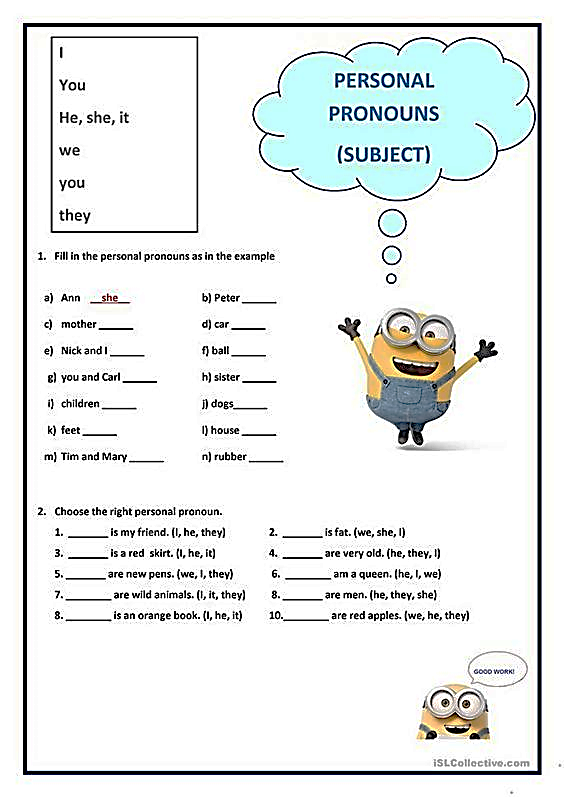 I
You
He, she, it
we
you
they
PERSONAL
PRONOUNS
(SUBJECT)
1. Fill in the personal pronouns as in the example
a) Ann __she__ b) Peter ______
c) mother ______ d) car ______
e) Nick and I ______ f) ball ______
g) you and Carl ______ h) sister ______
i) children ______ j) dogs______
k) feet ______ l) house ______
m) Tim and Mary ______ n) rubber ______
2. Choose the right personal pronoun.
1. _______ is my friend. (I, he, they) 2. _______ is fat. (we, she, I)
3. _______ is a red skirt. (I, he, it) 4. _______ are very old. (he, they, I)
5. _______ are new pens. (we, I, they) 6. ________ am a queen. (he, I, we)
7. ________ are wild animals. (I, it, they) 8. _______ are men. (he, they, she)
8. ________ is an orange book. (I, he, it) 10.________ are red apples. (we, he, they)
GOOD WORK!
iSLCollective.com